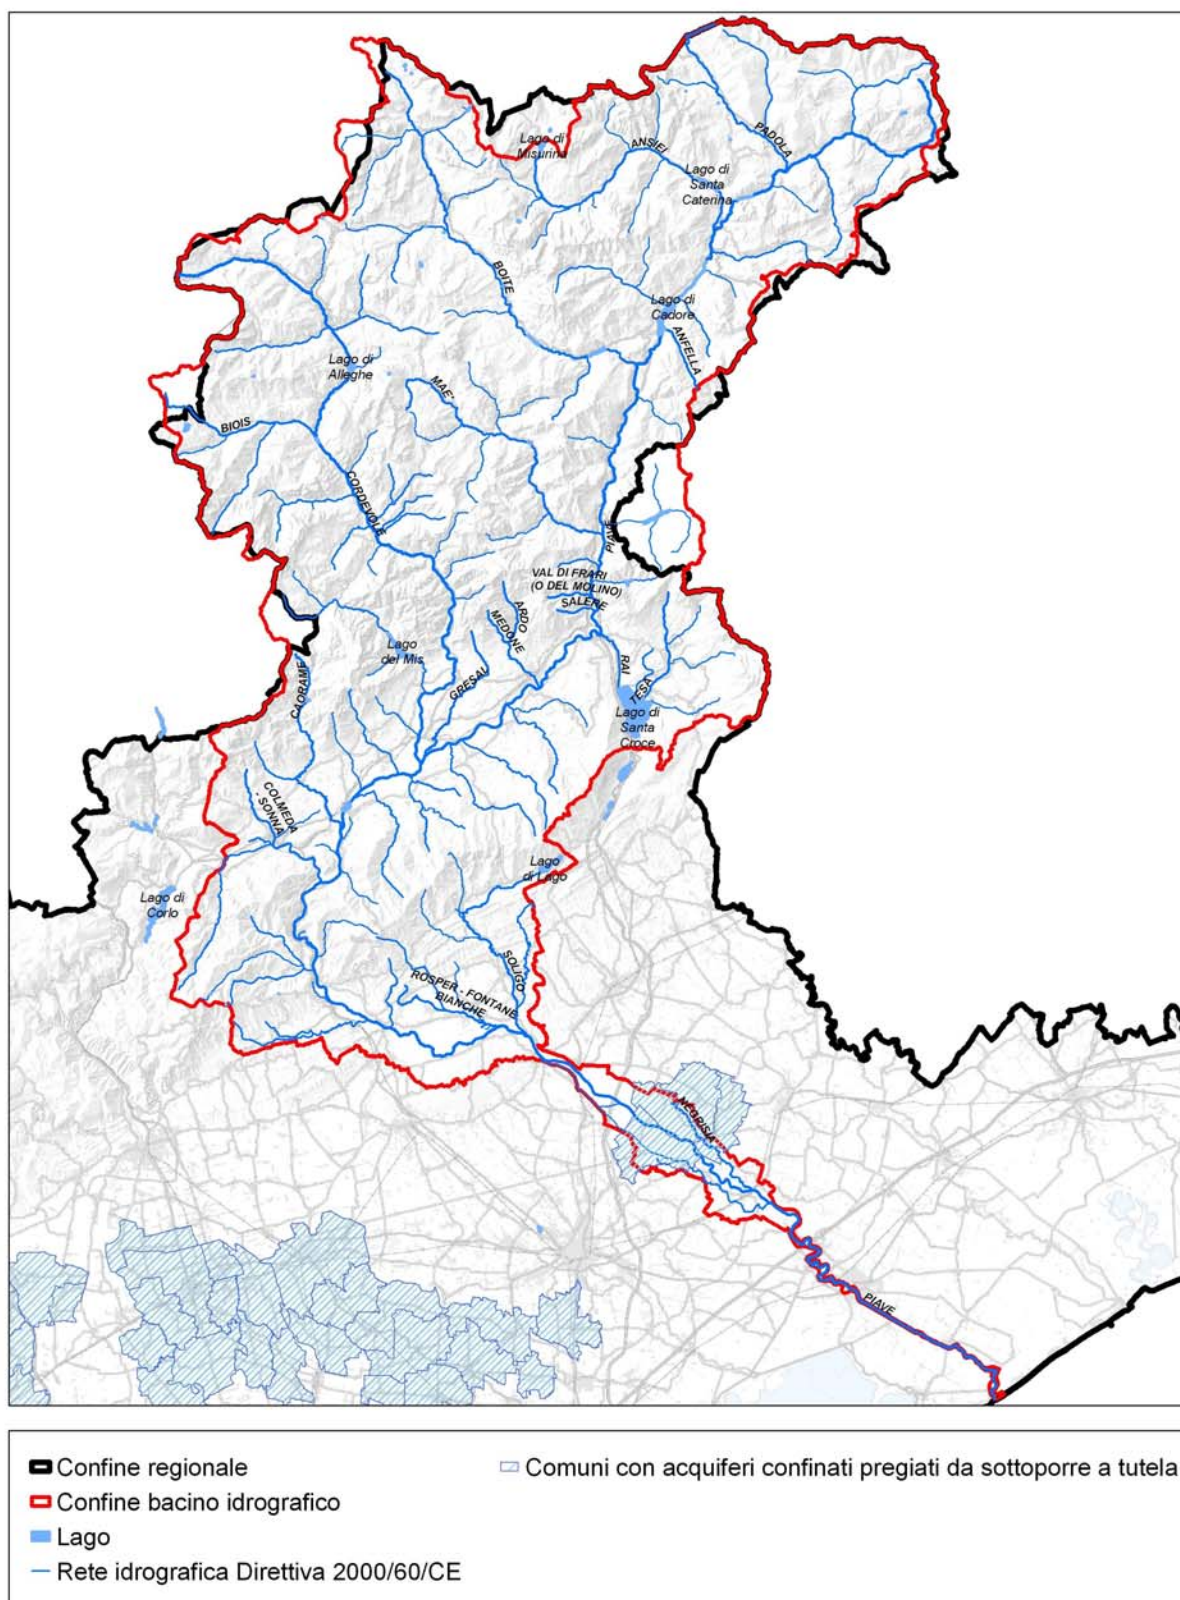 Lago di
Misurina
ANSIEI
PADOLA
Lago di
Santa
Caterina
BOITE
Lago di
Cadore
ANFELLA
Lago di
Alleghe
MAE'
BIOIS
CORDEVOLE
PIAVE
VAL DI FRARI
(O DEL MOLINO)
SALERE
ARDO
MEDONE
Lago
del Mis
GRESAL
RAI
TESA
CAORAME
Lago di
Santa
Croce
COLMEDA
- SONNA
Lago
di Lago
Lago di
Corlo
SOLIGO
ROSPER - FONTANE
BIANCHE
NEGRISIA
PIAVE
Confine regionale
Comuni con acquiferi confinati pregiati da sottoporre a tutela
Confine bacino idrografico
Lago
Rete idrografica Direttiva 2000/60/CE